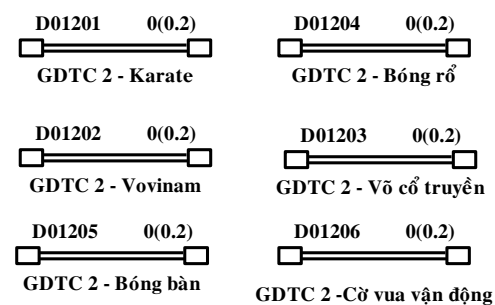 D01201 0(0.2)
GDTC 2 - Karate
D01204 0(0.2)
GDTC 2 - Bóng rổ
D01202 0(0.2)
GDTC 2 - Vovinam
D01203 0(0.2)
GDTC 2 - Võ cổ truyền
D01205 0(0.2)
GDTC 2 - Bóng bàn
D01206 0(0.2)
GDTC 2 -Cờ vua vận động